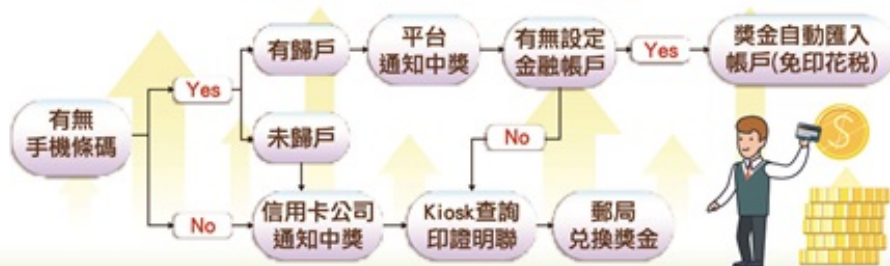 有無
手機條碼
Yes
No
有歸戶
未歸戶
平台
通知中獎
有無設定
金融帳戶
Yes
No
獎金自動匯入
帳戶(免印花税)
信用卡公司
通知中獎
Kiosk查詢
印證明聯
郵局
兌換獎金
$